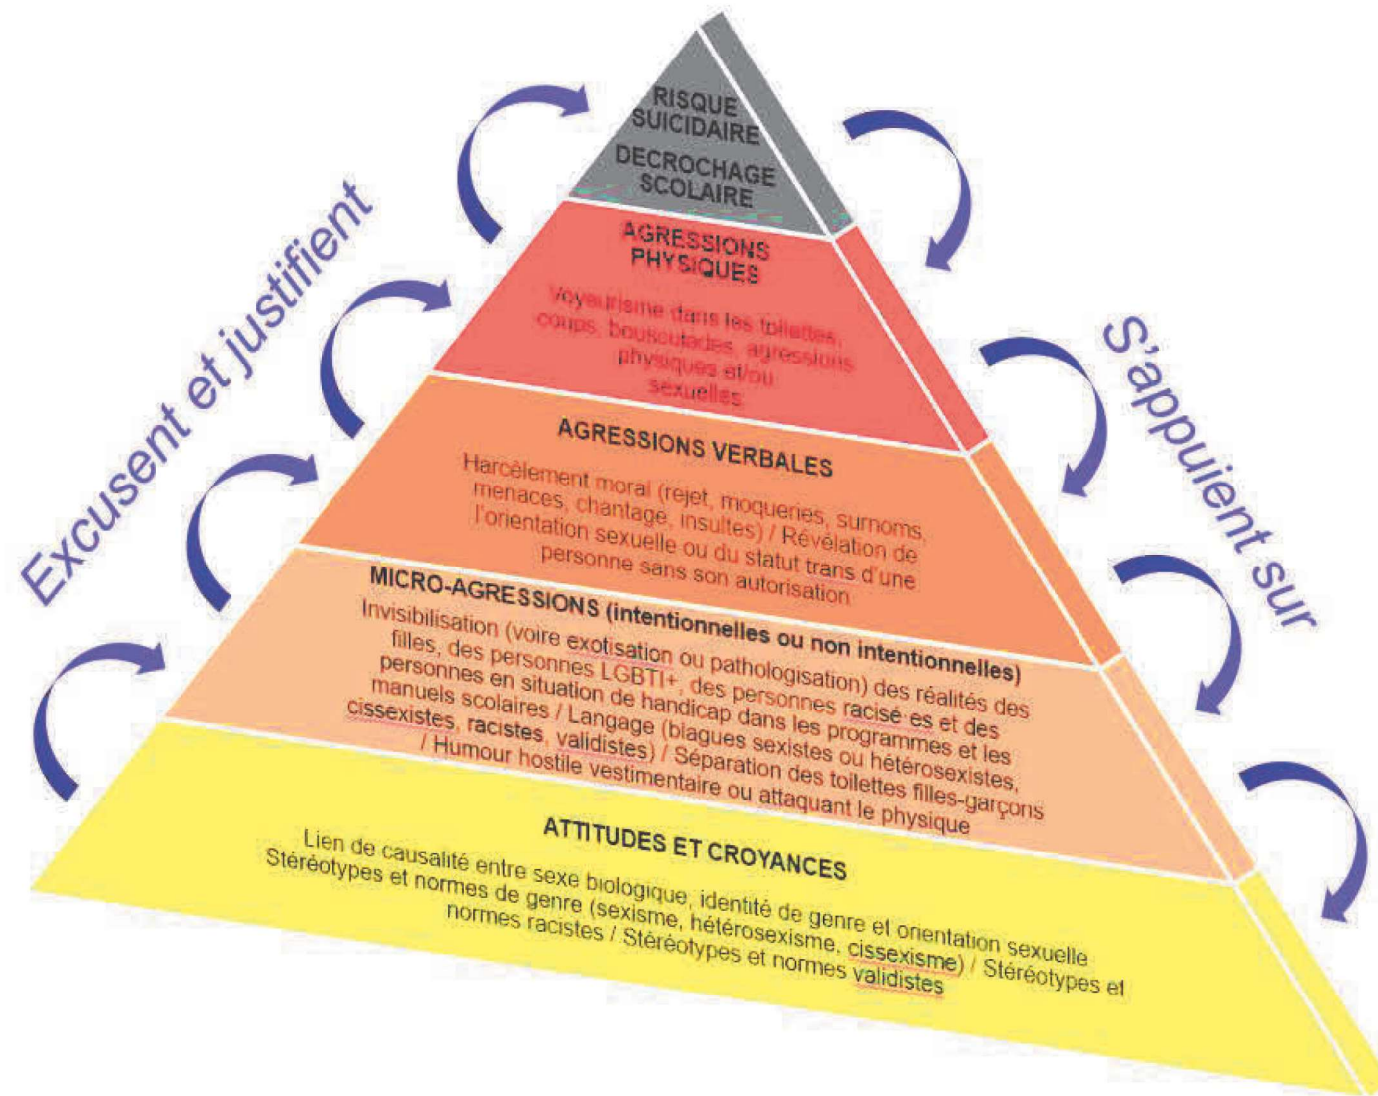 RISQUE
SUICIDAIRE
DECROCHAGE
SCOLAIRE
AGRESSIONS
PHYSIQUES
Voyeurisme dans les toilettes,
coups, bousculades, agressions
physiques et/ou
sexuelles
AGRESSIONS VERBALES
Harcèlement moral (rejet, moqueries, surnoms,
menaces, chantage, insultes) / Révélation de
l'orientation sexuelle ou du statut trans d'une
personne sans son autorisation
MICRO-AGRESSIONS (intentionnelles ou non intentionnelles)
Invisibilisation (voire exotisation ou pathologisation) des réalités des
filles, des personnes LGBTI+, des personnes racisé·es et des
personnes en situation de handicap dans les programmes et les
manuels scolaires / Langage (blagues sexistes ou hétérosexistes,
cissexistes, racistes, validistes) / Séparation des toilettes filles-garçons
/ Humour hostile vestimentaire ou attaquant le physique
ATTITUDES ET CROYANCES
Lien de causalité entre sexe biologique, identité de genre et orientation sexuelle
Stéréotypes et normes de genre (sexisme, hétérosexisme, cissexisme) / Stéréotypes et
normes racistes / Stéréotypes et normes validistes
Excusent et justifient
S'appuient sur